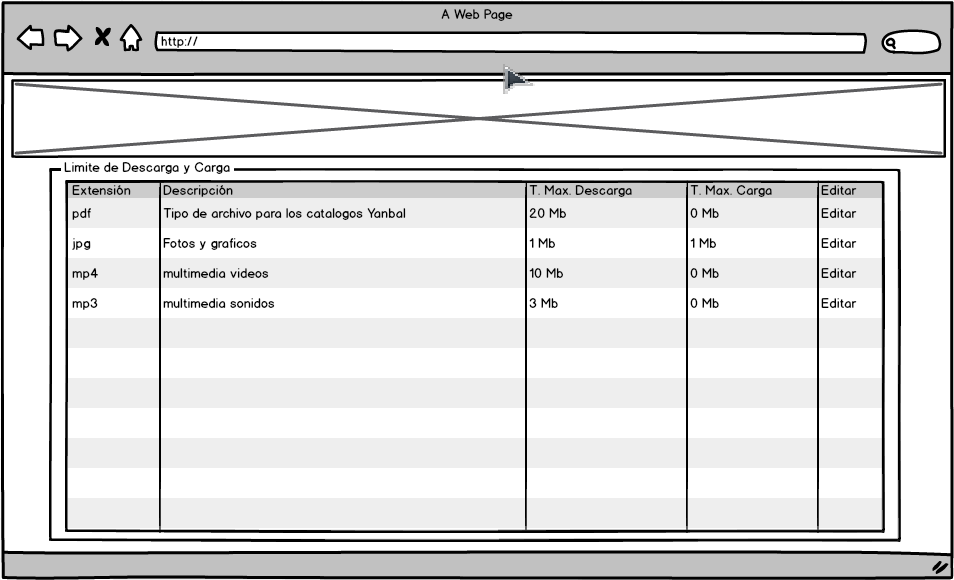 A Web Page
http://
Limite de Descarga y Carga
Extensión Descripción T. Max. Descarga T. Max. Carga Editar
pdf Tipo de archivo para los catalogos Yanbal 20 Mb 0 Mb Editar
jpg Fotos y graficos 1 Mb 1 Mb Editar
mp4 multimedia videos 10 Mb 0 Mb Editar
mp3 multimedia sonidos 3 Mb 0 Mb Editar